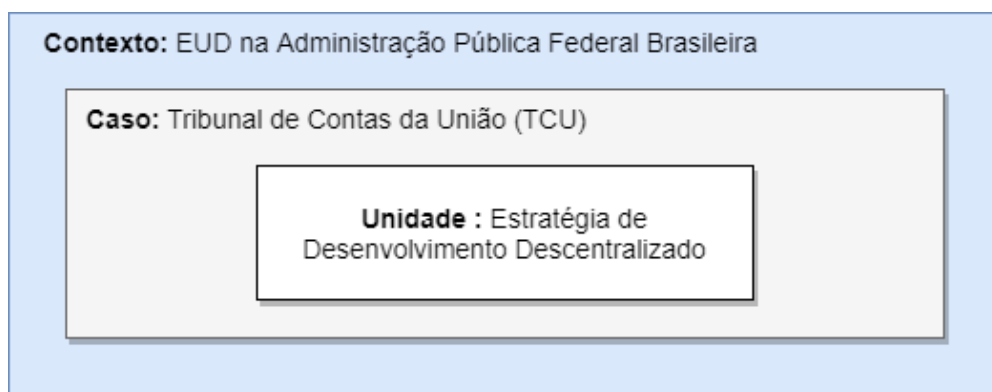 Contexto: EUD na Administração Pública Federal Brasileira
Caso: Tribunal de Contas da União (TCU)
Unidade : Estratégia de
Desenvolvimento Descentralizado